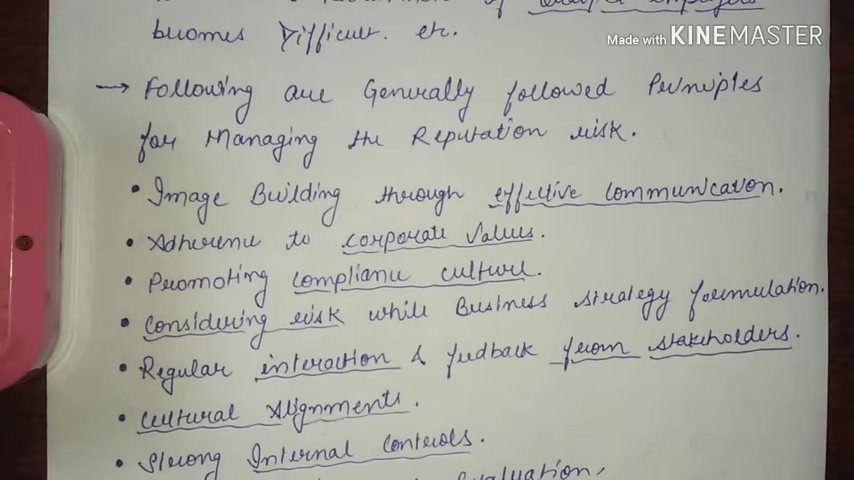 of
becomes Difficult. etc.
Made with KINEMASTER
→ Following are Generally followed Principles
for Managing the Reputation risk.
• Image Building through effective communication.
• Adherence to corporate Values.
• Promoting compliance culture.
• Considering risk while Business strategy formulation.
• Regular interaction & feedback from stakeholders.
• Cultural Alignments.
• Strong Internal Controls.
Evaluation,